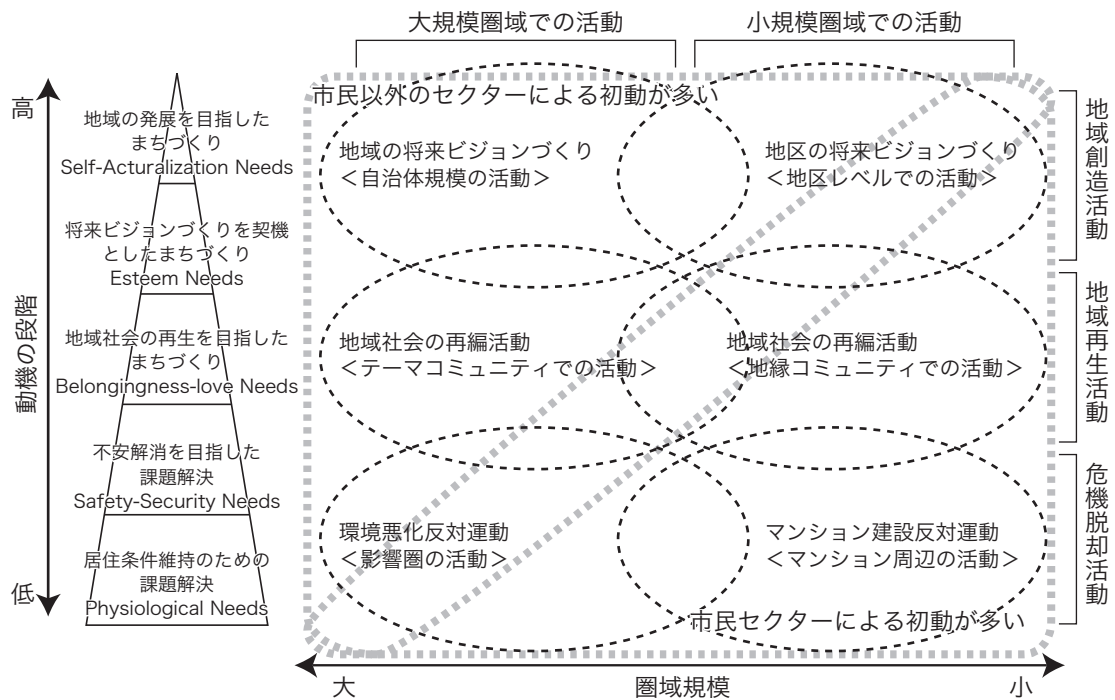 大規模圏域での活動
小規模圏域での活動
高
動機の段階
低
地域の発展を目指した
まちづくり
Self-Acturalization Needs
将来ビジョンづくりを契機
としたまちづくり
Esteem Needs
地域社会の再生を目指した
まちづくり
Belongingness-love Needs
不安解消を目指した
課題解決
Safety-Security Needs
居住条件維持のための
課題解決
Physiological Needs
市民以外のセクターによる初動が多い
地域の将来ビジョンづくり
＜自治体規模の活動＞
地区の将来ビジョンづくり
＜地区レベルでの活動＞
地域社会の再編活動
＜テーマコミュニティでの活動＞
地域社会の再編活動
＜地縁コミュニティでの活動＞
環境悪化反対運動
＜影響圏の活動＞
マンション建設反対運動
＜マンション周辺の活動＞
市民セクターによる初動が多い
地域創造活動
地域再生活動
危機脱却活動
大
圏域規模
小